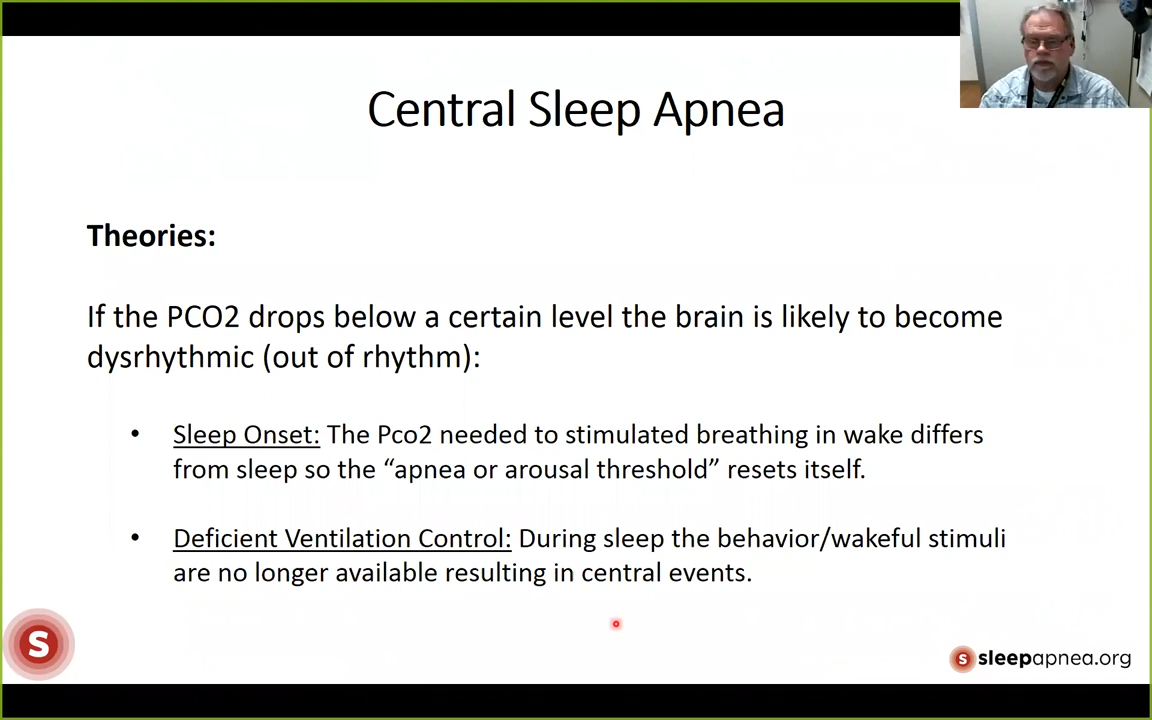 Central Sleep Apnea
Theories:
If the PCO2 drops below a certain level the brain is likely to become
dysrhythmic (out of rhythm):
• Sleep Onset: The Pco2 needed to stimulated breathing in wake differs
from sleep so the “apnea or arousal threshold” resets itself.
• Deficient Ventilation Control: During sleep the behavior/wakeful stimuli
are no longer available resulting in central events.
S
S sleepapnea.org